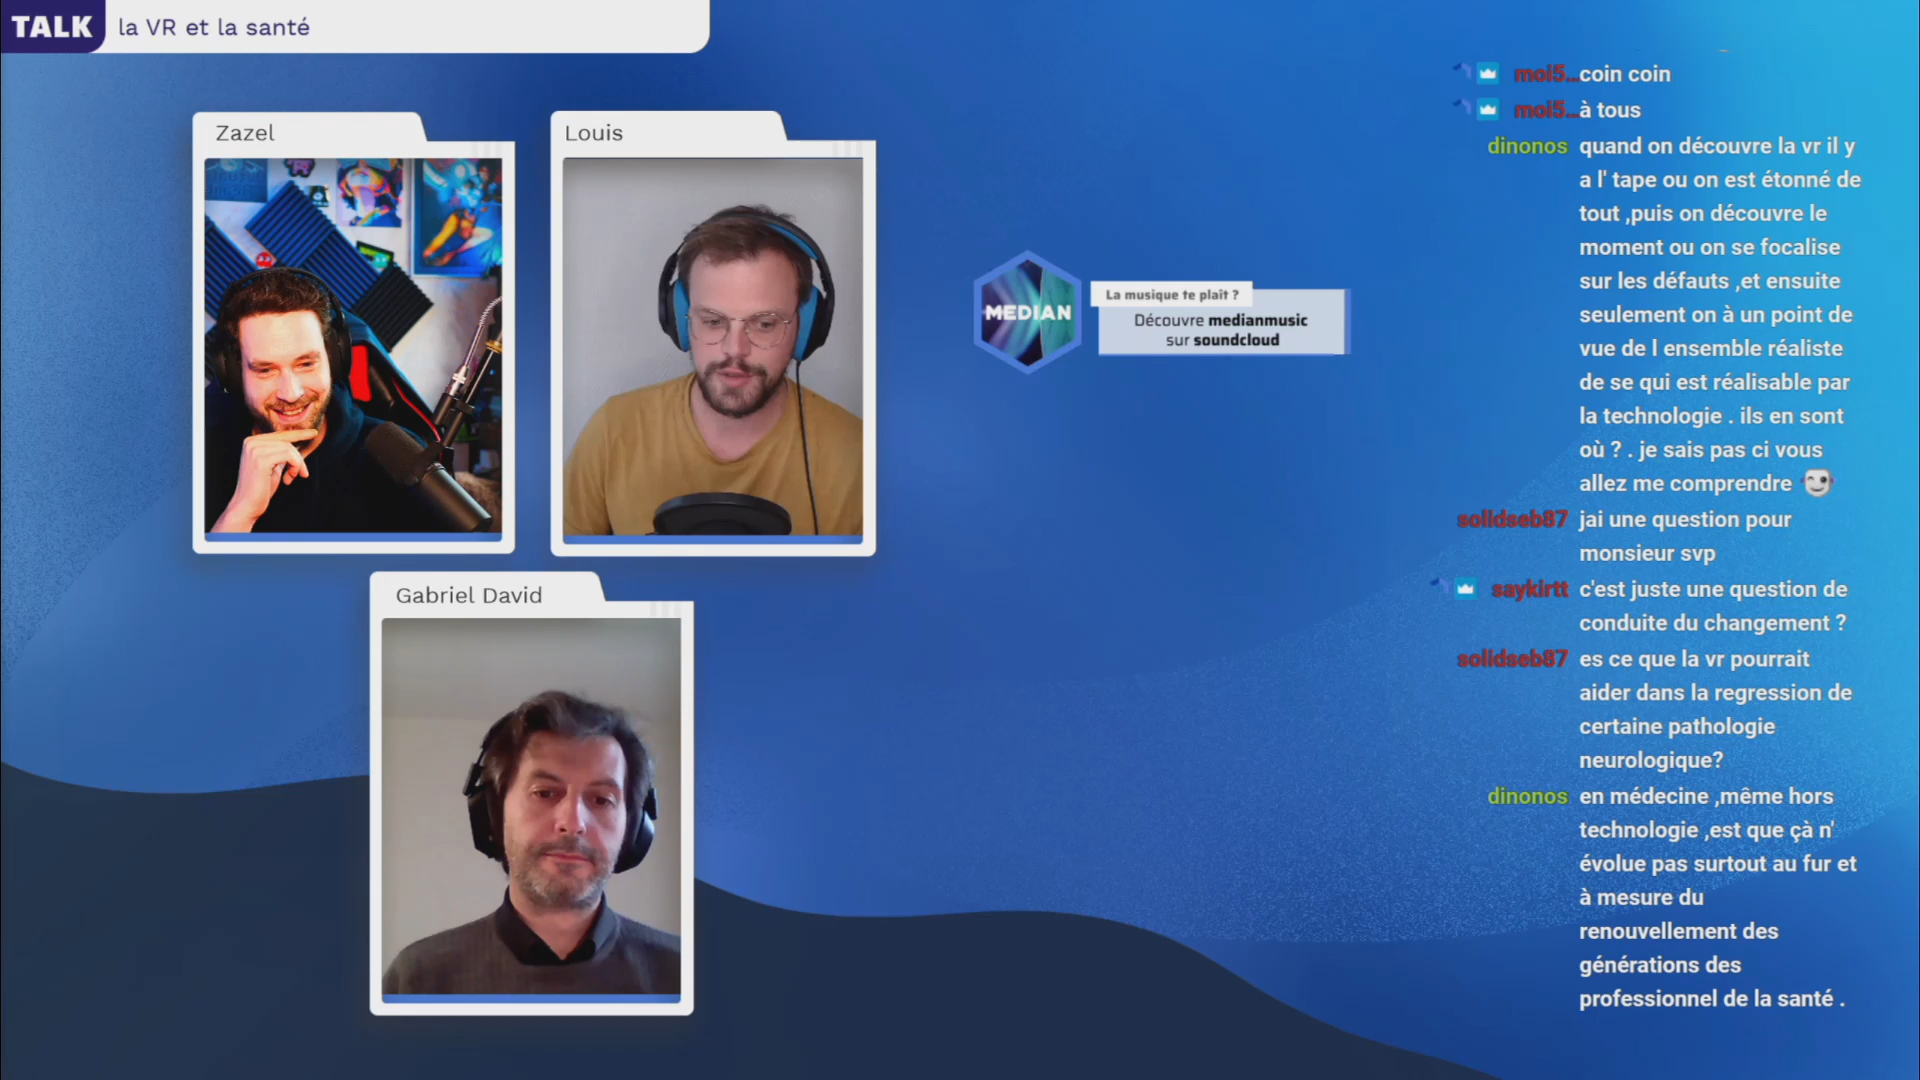 TALK la VR et la santé
Zazel
Louis
Gabriel David
MEDIAN
La musique te plaît ?
Découvre medianmusic
sur soundcloud
moi5...coin coin
moi5...à tous
dinonos quand on découvre la vr il y
a l' tape ou on est étonné de
tout ,puis on découvre le
moment ou on se focalise
sur les défauts ,et ensuite
seulement on à un point de
vue de l ensemble réaliste
de se qui est réalisable par
la technologie . ils en sont
où ? . je sais pas ci vous
allez me comprendre
solidseb87 jai une question pour
monsieur svp
saykirtt c'est juste une question de
conduite du changement ?
solidseb87 es ce que la vr pourrait
aider dans la regression de
certaine pathologie
neurologique?
dinonos en médecine ,même hors
technologie ,est que çà n'
évolue pas surtout au fur et
à mesure du
renouvellement des
générations des
professionnel de la santé .